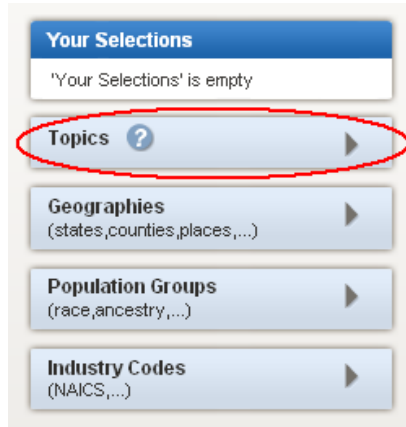 Your Selections
'Your Selections' is empty
Topics ?
Geographies
(states,counties,places,...)
Population Groups
(race,ancestry,...)
Industry Codes
(NAICS,...)